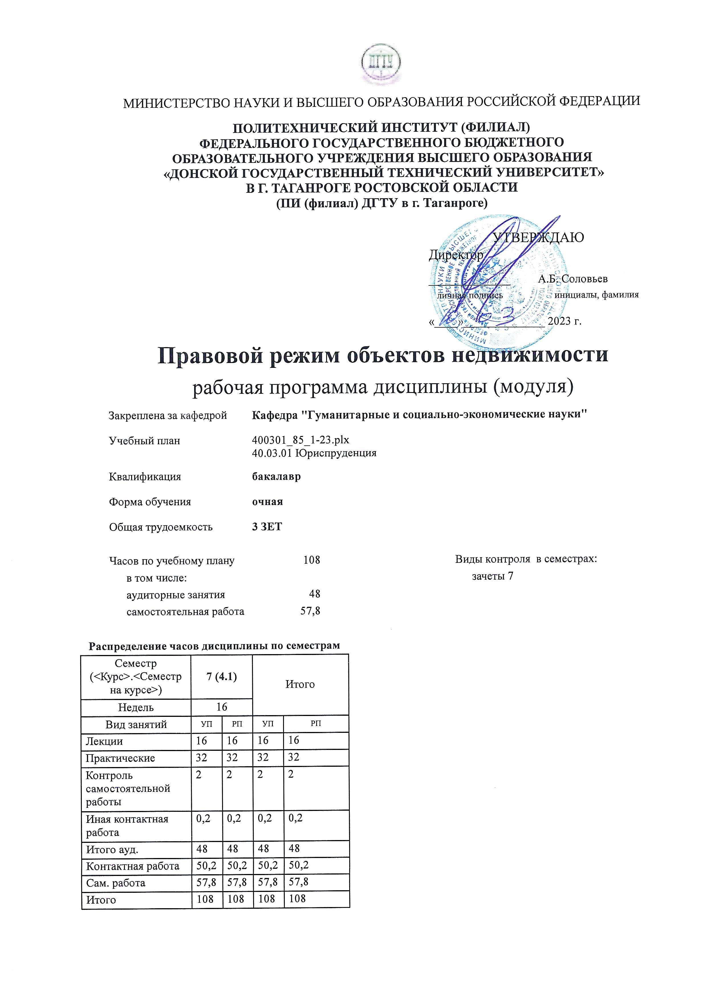 ДГТУ
МИНИСТЕРСТВО НАУКИ И ВЫСШЕГО ОБРАЗОВАНИЯ РОССИЙСКОЙ ФЕДЕРАЦИИ
ПОЛИТЕХНИЧЕСКИЙ ИНСТИТУТ (ФИЛИАЛ)
ФЕДЕРАЛЬНОГО ГОСУДАРСТВЕННОГО БЮДЖЕТНОГО
ОБРАЗОВАТЕЛЬНОГО УЧРЕЖДЕНИЯ ВЫСШЕГО ОБРАЗОВАНИЯ
«ДОНСКОЙ ГОСУДАРСТВЕННЫЙ ТЕХНИЧЕСКИЙ УНИВЕРСИТЕТ»
В Г. ТАГАНРОГЕ РОСТОВСКОЙ ОБЛАСТИ
(ПИ (филиал) ДГТУ в г. Таганроге)
УТВЕРЖДАЮ
Директор
А.Б. Соловьев
личная подпись инициалы, фамилия
«____»______________ 2023 г.
Правовой режим объектов недвижимости
рабочая программа дисциплины (модуля)
Закреплена за кафедрой Кафедра "Гуманитарные и социально-экономические науки"
Учебный план 400301_85_1-23.plx
40.03.01 Юриспруденция
Квалификация бакалавр
Форма обучения очная
Общая трудоемкость 3 ЗЕТ
Часов по учебному плану 108 Виды контроля в семестрах:
в том числе: зачеты 7
аудиторные занятия 48
самостоятельная работа 57,8
Распределение часов дисциплины по семестрам
Семестр
(<Курс>.<Семестр 7 (4.1) Итого
на курсе>)
Недель 16
Вид занятий УП РП УП РП
Лекции 16 16 16 16
Практические 32 32 32 32
Контроль 2 2 2 2
самостоятельной
работы
Иная контактная 0,2 0,2 0,2 0,2
работа
Итого ауд. 48 48 48 48
Контактная работа 50,2 50,2 50,2 50,2
Сам. работа 57,8 57,8 57,8 57,8
Итого 108 108 108 108